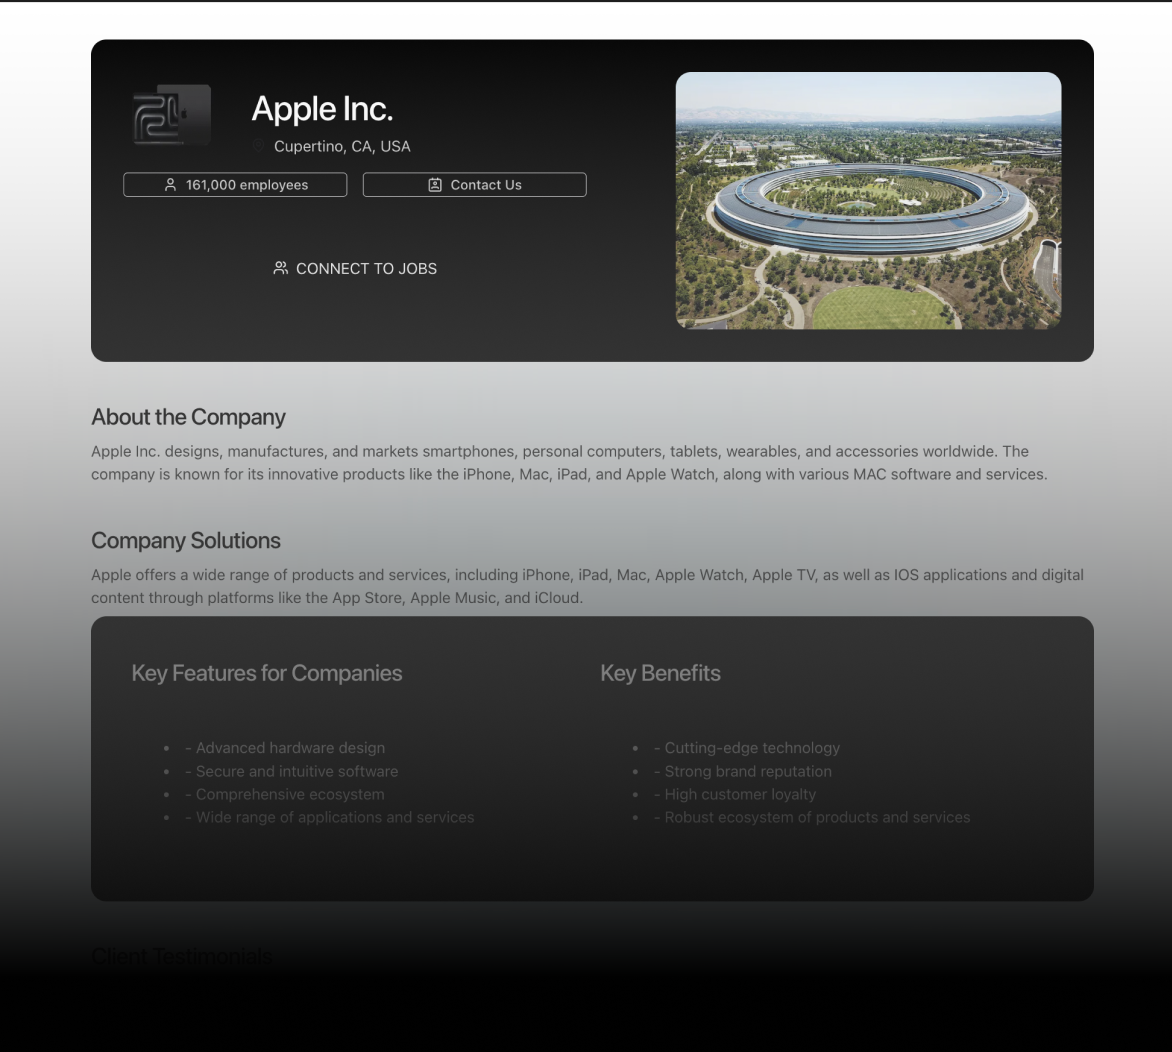 Apple Inc.
Cupertino, CA, USA
161,000 employees
Contact Us
CONNECT TO JOBS
About the Company
Apple Inc. designs, manufactures, and markets smartphones, personal computers, tablets, wearables, and accessories worldwide. The
company is known for its innovative products like the iPhone, Mac, iPad, and Apple Watch, along with various MAC software and services.
Company Solutions
Apple offers a wide range of products and services, including iPhone, iPad, Mac, Apple Watch, Apple TV, as well as IOS applications and digital
content through platforms like the App Store, Apple Music, and iCloud.
Key Features for Companies
• - Advanced hardware design
• - Secure and intuitive software
• - Comprehensive ecosystem
• - Wide range of applications and services
Key Benefits
• - Cutting-edge technology
• - Strong brand reputation
• - High customer loyalty
• - Robust ecosystem of products and services
Client Testimonials